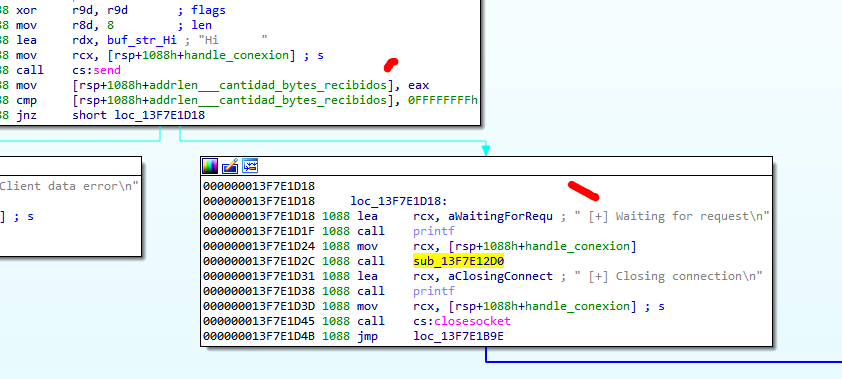 88 xor r9d, r9d ; flags
88 mov r8d, 8 ; len
88 lea rdx, buf_str_Hi ; "Hi "
88 mov rcx, [rsp+1088h+handle_conexion] ; s
88 call cs:send
88 mov [rsp+1088h+addrlen___cantidad_bytes_recibidos], eax
88 cmp [rsp+1088h+addrlen___cantidad_bytes_recibidos], 0FFFFFFFFh
88 jnz short loc_13F7E1D18
Client data error\n"
] ; s
000000013F7E1D18
000000013F7E1D18 loc_13F7E1D18:
000000013F7E1D18 1088 lea rcx, aWaitingForRequ ; " [+] Waiting for request\n"
000000013F7E1D1F 1088 call printf
000000013F7E1D24 1088 mov rcx, [rsp+1088h+handle_conexion]
000000013F7E1D2C 1088 call sub_13F7E12D0
000000013F7E1D31 1088 lea rcx, aClosingConnect ; " [+] Closing connection\n"
000000013F7E1D38 1088 call printf
000000013F7E1D3D 1088 mov rcx, [rsp+1088h+handle_conexion] ; s
000000013F7E1D45 1088 call cs:closesocket
000000013F7E1D4B 1088 jmp loc_13F7E1B9E